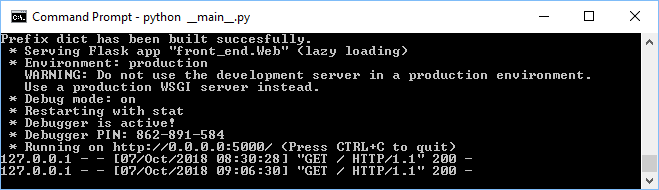 Command Prompt - python  __main__.py
Prefix dict has been built succesfully.
 * Serving Flask app "front_end.Web" (lazy loading)
 * Environment: production
   WARNING: Do not use the development server in a production environment.
   Use a production WSGI server instead.
 * Debug mode: on
 * Restarting with stat
 * Debugger is active!
 * Debugger PIN: 862-891-584
 * Running on http://0.0.0.0:5000/ (Press CTRL+C to quit)
127.0.0.1 - - [07/Oct/2018 08:30:28] "GET / HTTP/1.1" 200 -
127.0.0.1 - - [07/Oct/2018 09:06:30] "GET / HTTP/1.1" 200 -